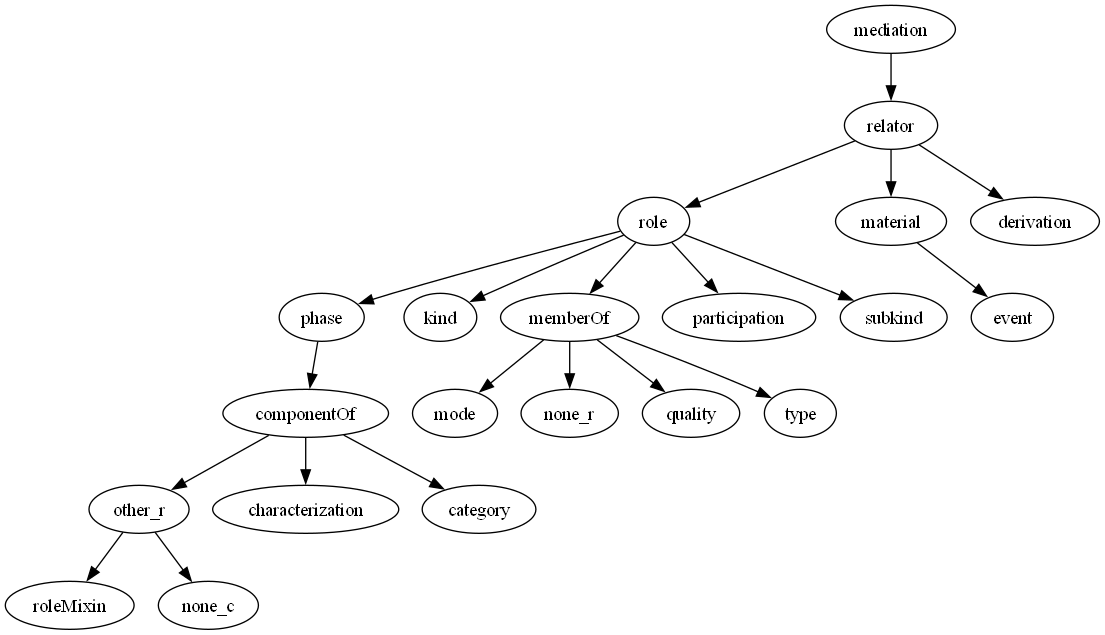 mediation
relator
role
material
derivation
phase
kind
memberOf
participation
subkind
event
componentOf
mode
none_r
quality
type
other_r
characterization
category
roleMixin
none_c